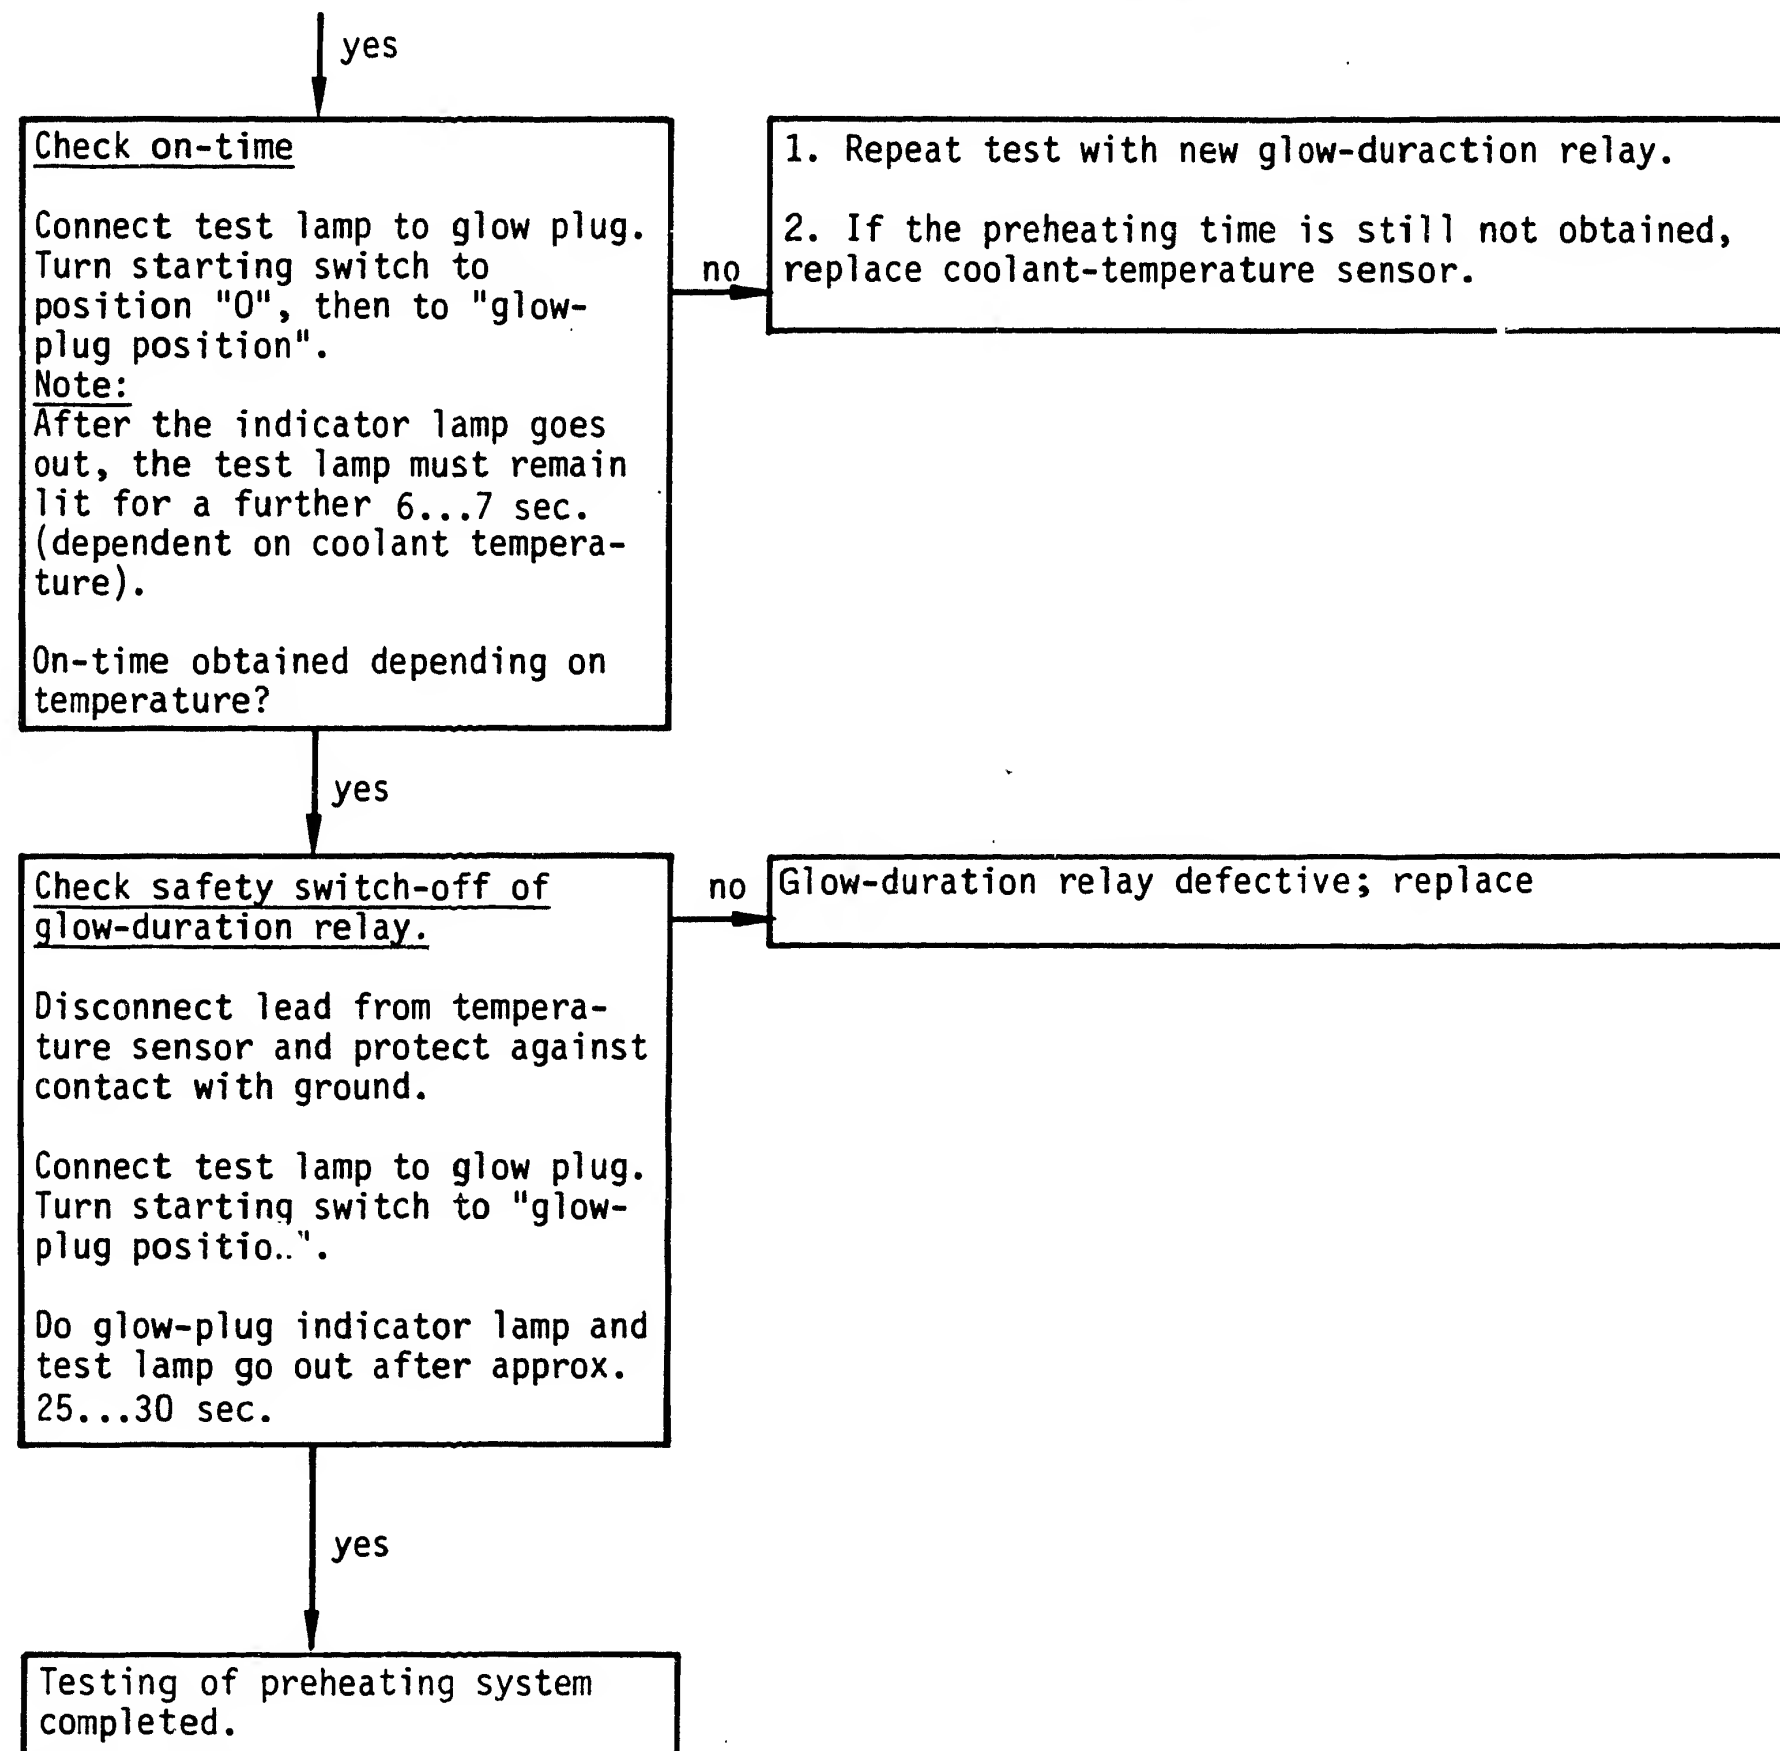 yes
Check on-time
Connect test lamp to glow plug.
Turn starting switch to
position "0", then to "glow-
plug position".
Note:
After the indicator lamp goes
out, the test lamp must remain
lit for a further 6...7 sec.
(dependent on coolant tempera-
ture).
On-time obtained depending on
temperature?
no
1. Repeat test with new glow-duraction relay.
2. If the preheating time is still not obtained,
replace coolant-temperature sensor.
yes
Check safety switch-off of
glow-duration relay.
Disconnect lead from tempera-
ture sensor and protect against
contact with ground.
Connect test lamp to glow plug.
Turn starting switch to "glow-
plug positio..".
Do glow-plug indicator lamp and
test lamp go out after approx.
25...30 sec.
no
Glow-duration relay defective; replace
yes
Testing of preheating system
completed.